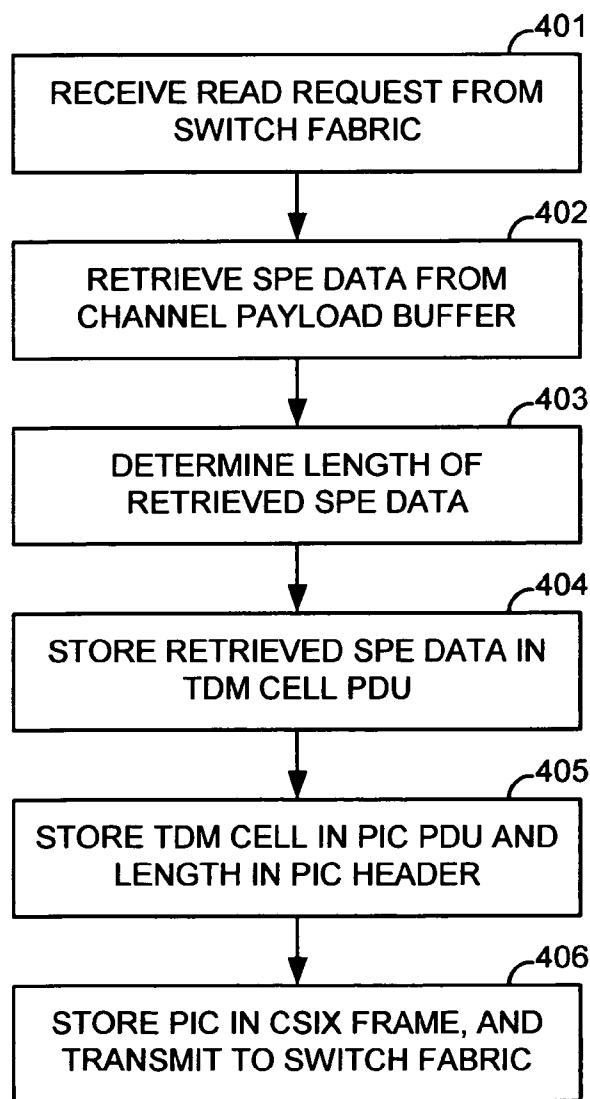 401
RECEIVE READ REQUEST FROM
SWITCH FABRIC
402
RETRIEVE SPE DATA FROM
CHANNEL PAYLOAD BUFFER
403
DETERMINE LENGTH OF
RETRIEVED SPE DATA
404
STORE RETRIEVED SPE DATA IN
TDM CELL PDU
405
STORE TDM CELL IN PIC PDU AND
LENGTH IN PIC HEADER
406
STORE PIC IN CSIX FRAME, AND
TRANSMIT TO SWITCH FABRIC